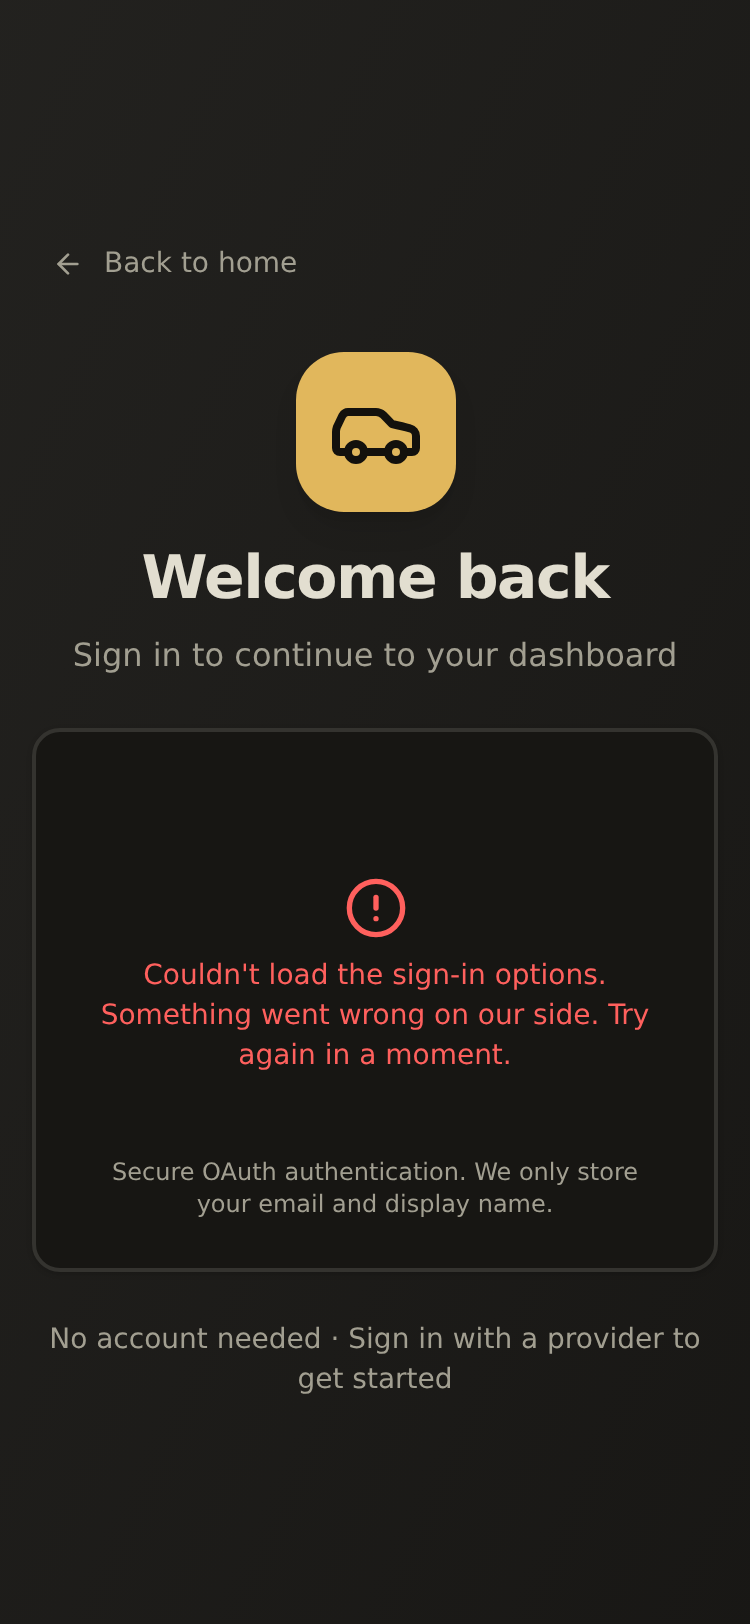 Back to home
Welcome back
Sign in to continue to your dashboard
Couldn't load the sign-in options.
Something went wrong on our side. Try
again in a moment.
Secure OAuth authentication. We only store
your email and display name.
No account needed · Sign in with a provider to
get started